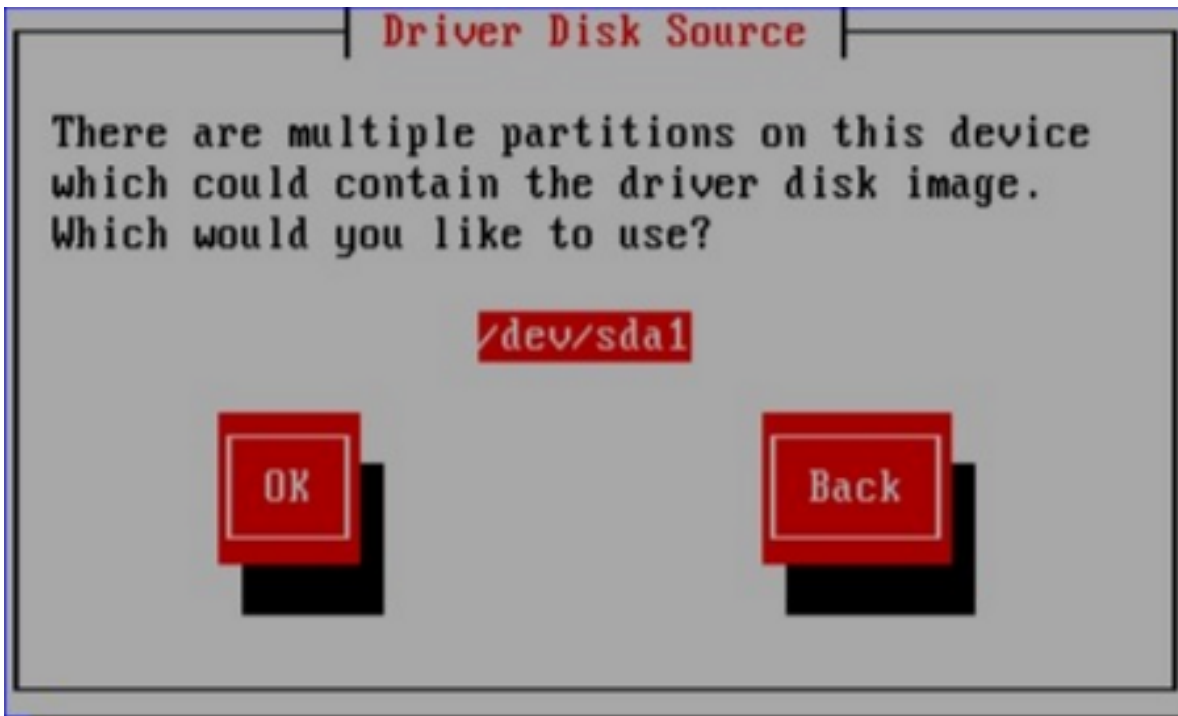 Driver Disk Source
There are multiple partitions on this device
which could contain the driver disk image.
Which would you like to use?
/dev/sda1
OK Back